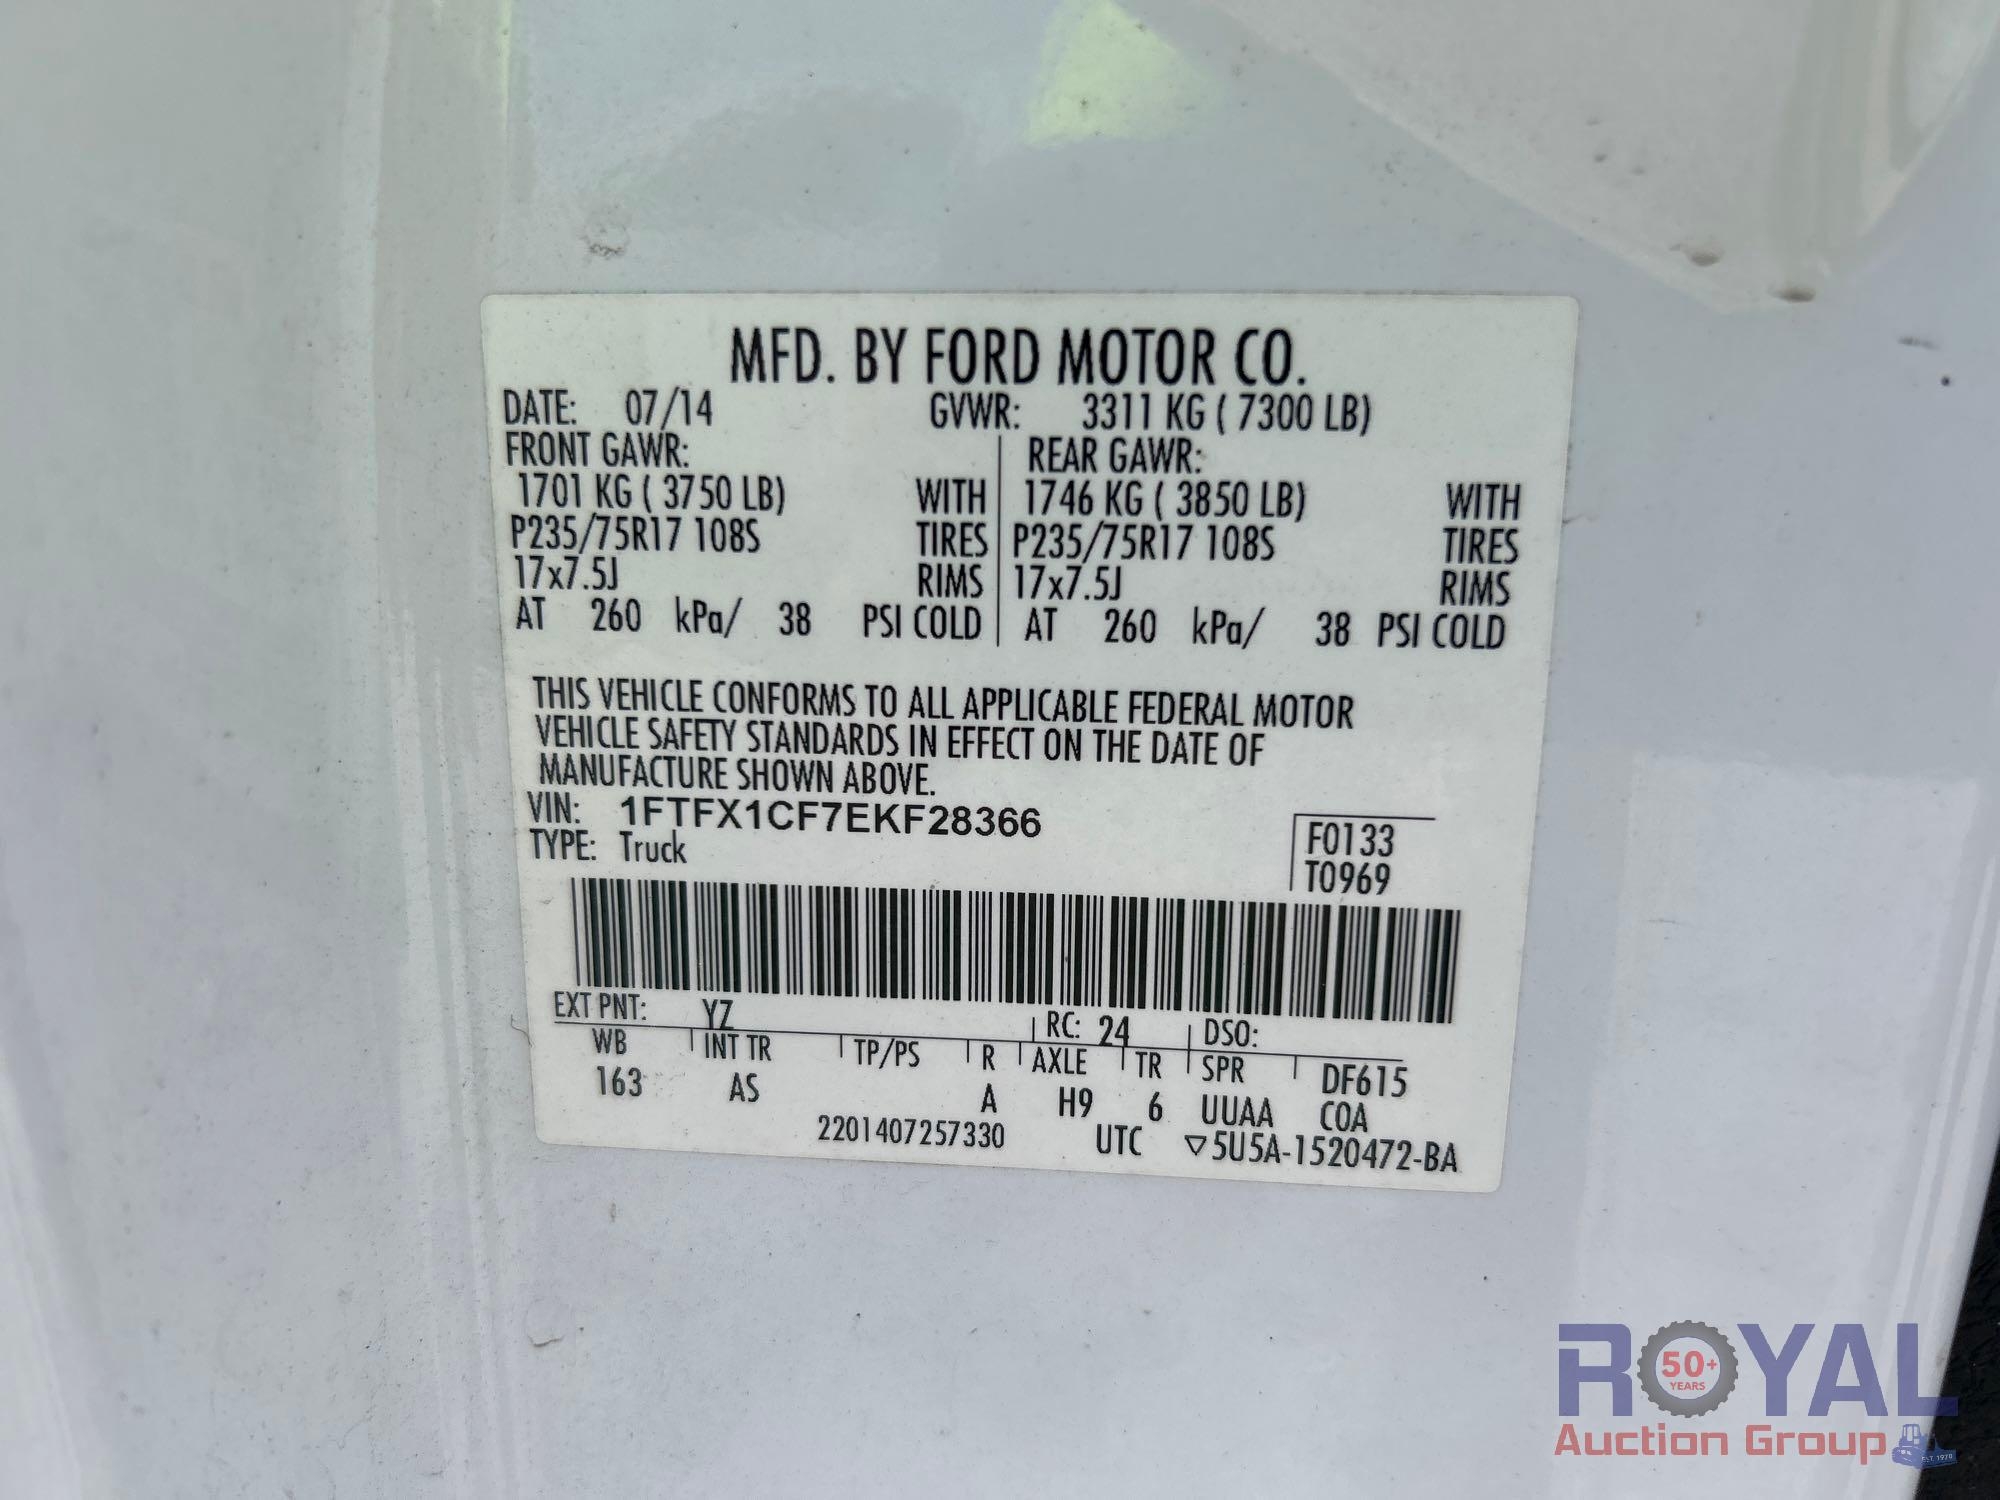 MFD. BY FORD MOTOR CO.
DATE: 07/14 GVWR: 3311 KG ( 7300 LB)
FRONT GAWR: REAR GAWR:
1701 KG ( 3750 LB) WITH 1746 KG ( 3850 LB) WITH
P235/75R17 108S TIRES P235/75R17 108S TIRES
17x7.5J RIMS 17x7.5J RIMS
AT 260 kPa/ 38 PSI COLD AT 260 kPa/ 38 PSI COLD
THIS VEHICLE CONFORMS TO ALL APPLICABLE FEDERAL MOTOR
VEHICLE SAFETY STANDARDS IN EFFECT ON THE DATE OF
MANUFACTURE SHOWN ABOVE.
VIN: 1FTFX1CF7EKF28366
TYPE: Truck
F0133
T0969
EXT PNT: YZ RC: 24 DSO:
WB INT TR TP/PS R AXLE TR SPR DF615
163 AS A H9 6 UUAA COA
2201407257330 UTC ▽5U5A-1520472-BA
ROYAL
50+
YEARS
Auction Group
EST. 1970